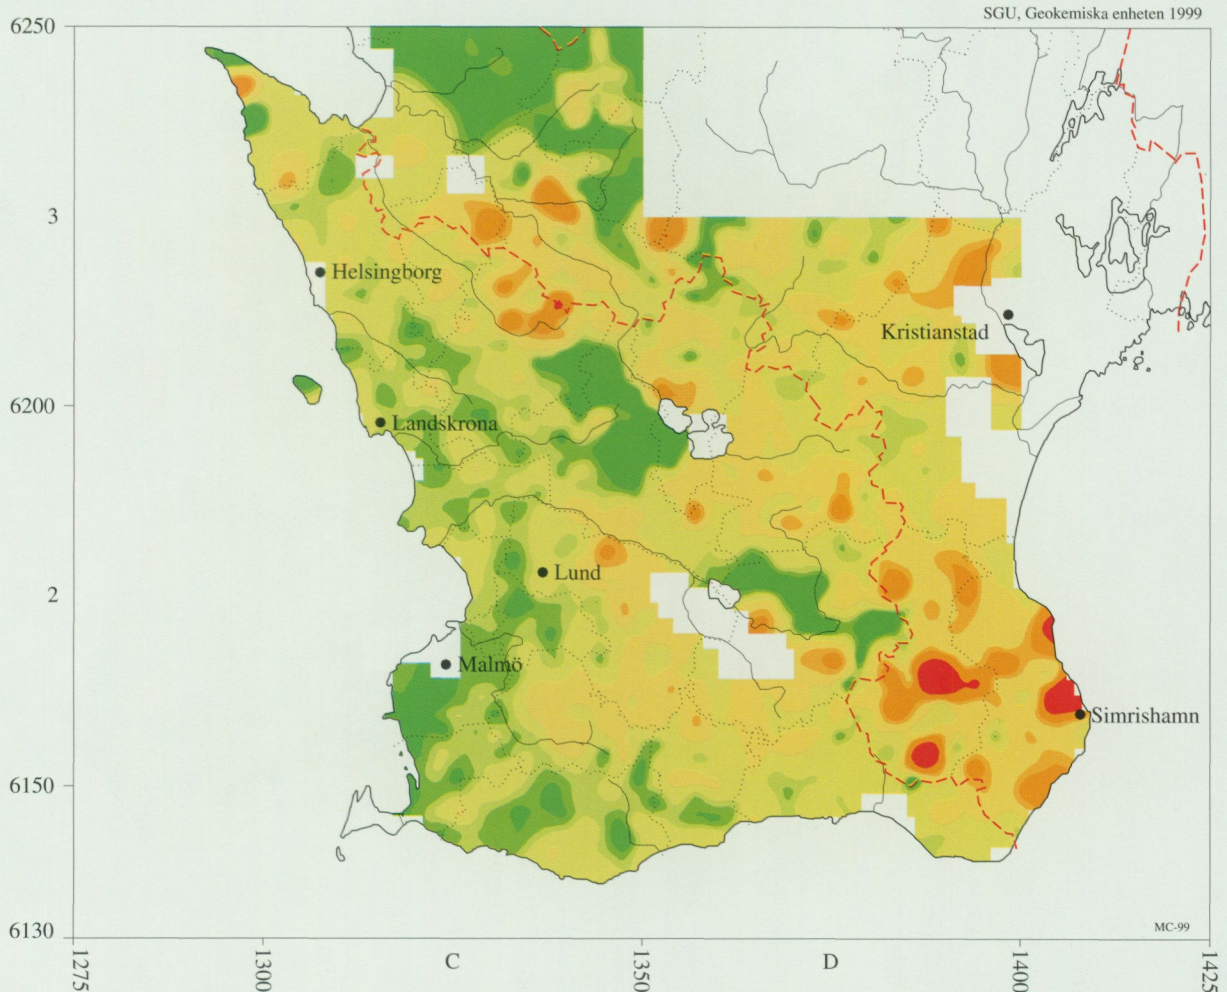 SGU, Geokemiska enheten 1999
6250
3
Helsingborg
Kristianstad
6200
Landskrona
Lund
2
Malmö
Simrishamn
6150
6130
MC-99
1275
1300
C
1350
D
1400
1425